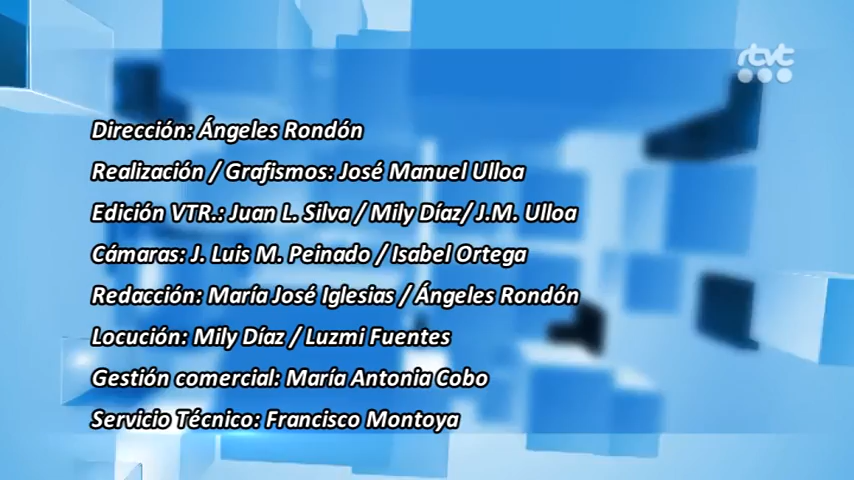 rtvt
Dirección: Ángeles Rondón
Realización / Grafismos: José Manuel Ulloa
Edición VTR.: Juan L. Silva / Mily Díaz/ J.M. Ulloa
Cámaras: J. Luis M. Peinado / Isabel Ortega
Redacción: María José Iglesias / Ángeles Rondón
Locución: Mily Díaz / Luzmi Fuentes
Gestión comercial: María Antonia Cobo
Servicio Técnico: Francisco Montoya